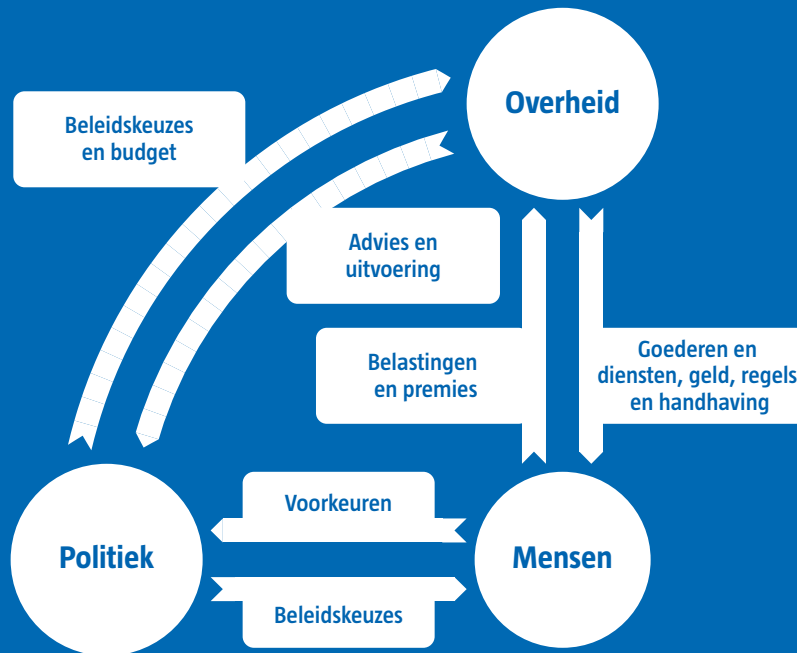 Overheid
Beleidskeuzes
en budget
Advies en
uitvoering
Belastingen
en premies
Goederen en
diensten, geld, regels
en handhaving
Voorkeuren
Politiek
Mensen
Beleidskeuzes